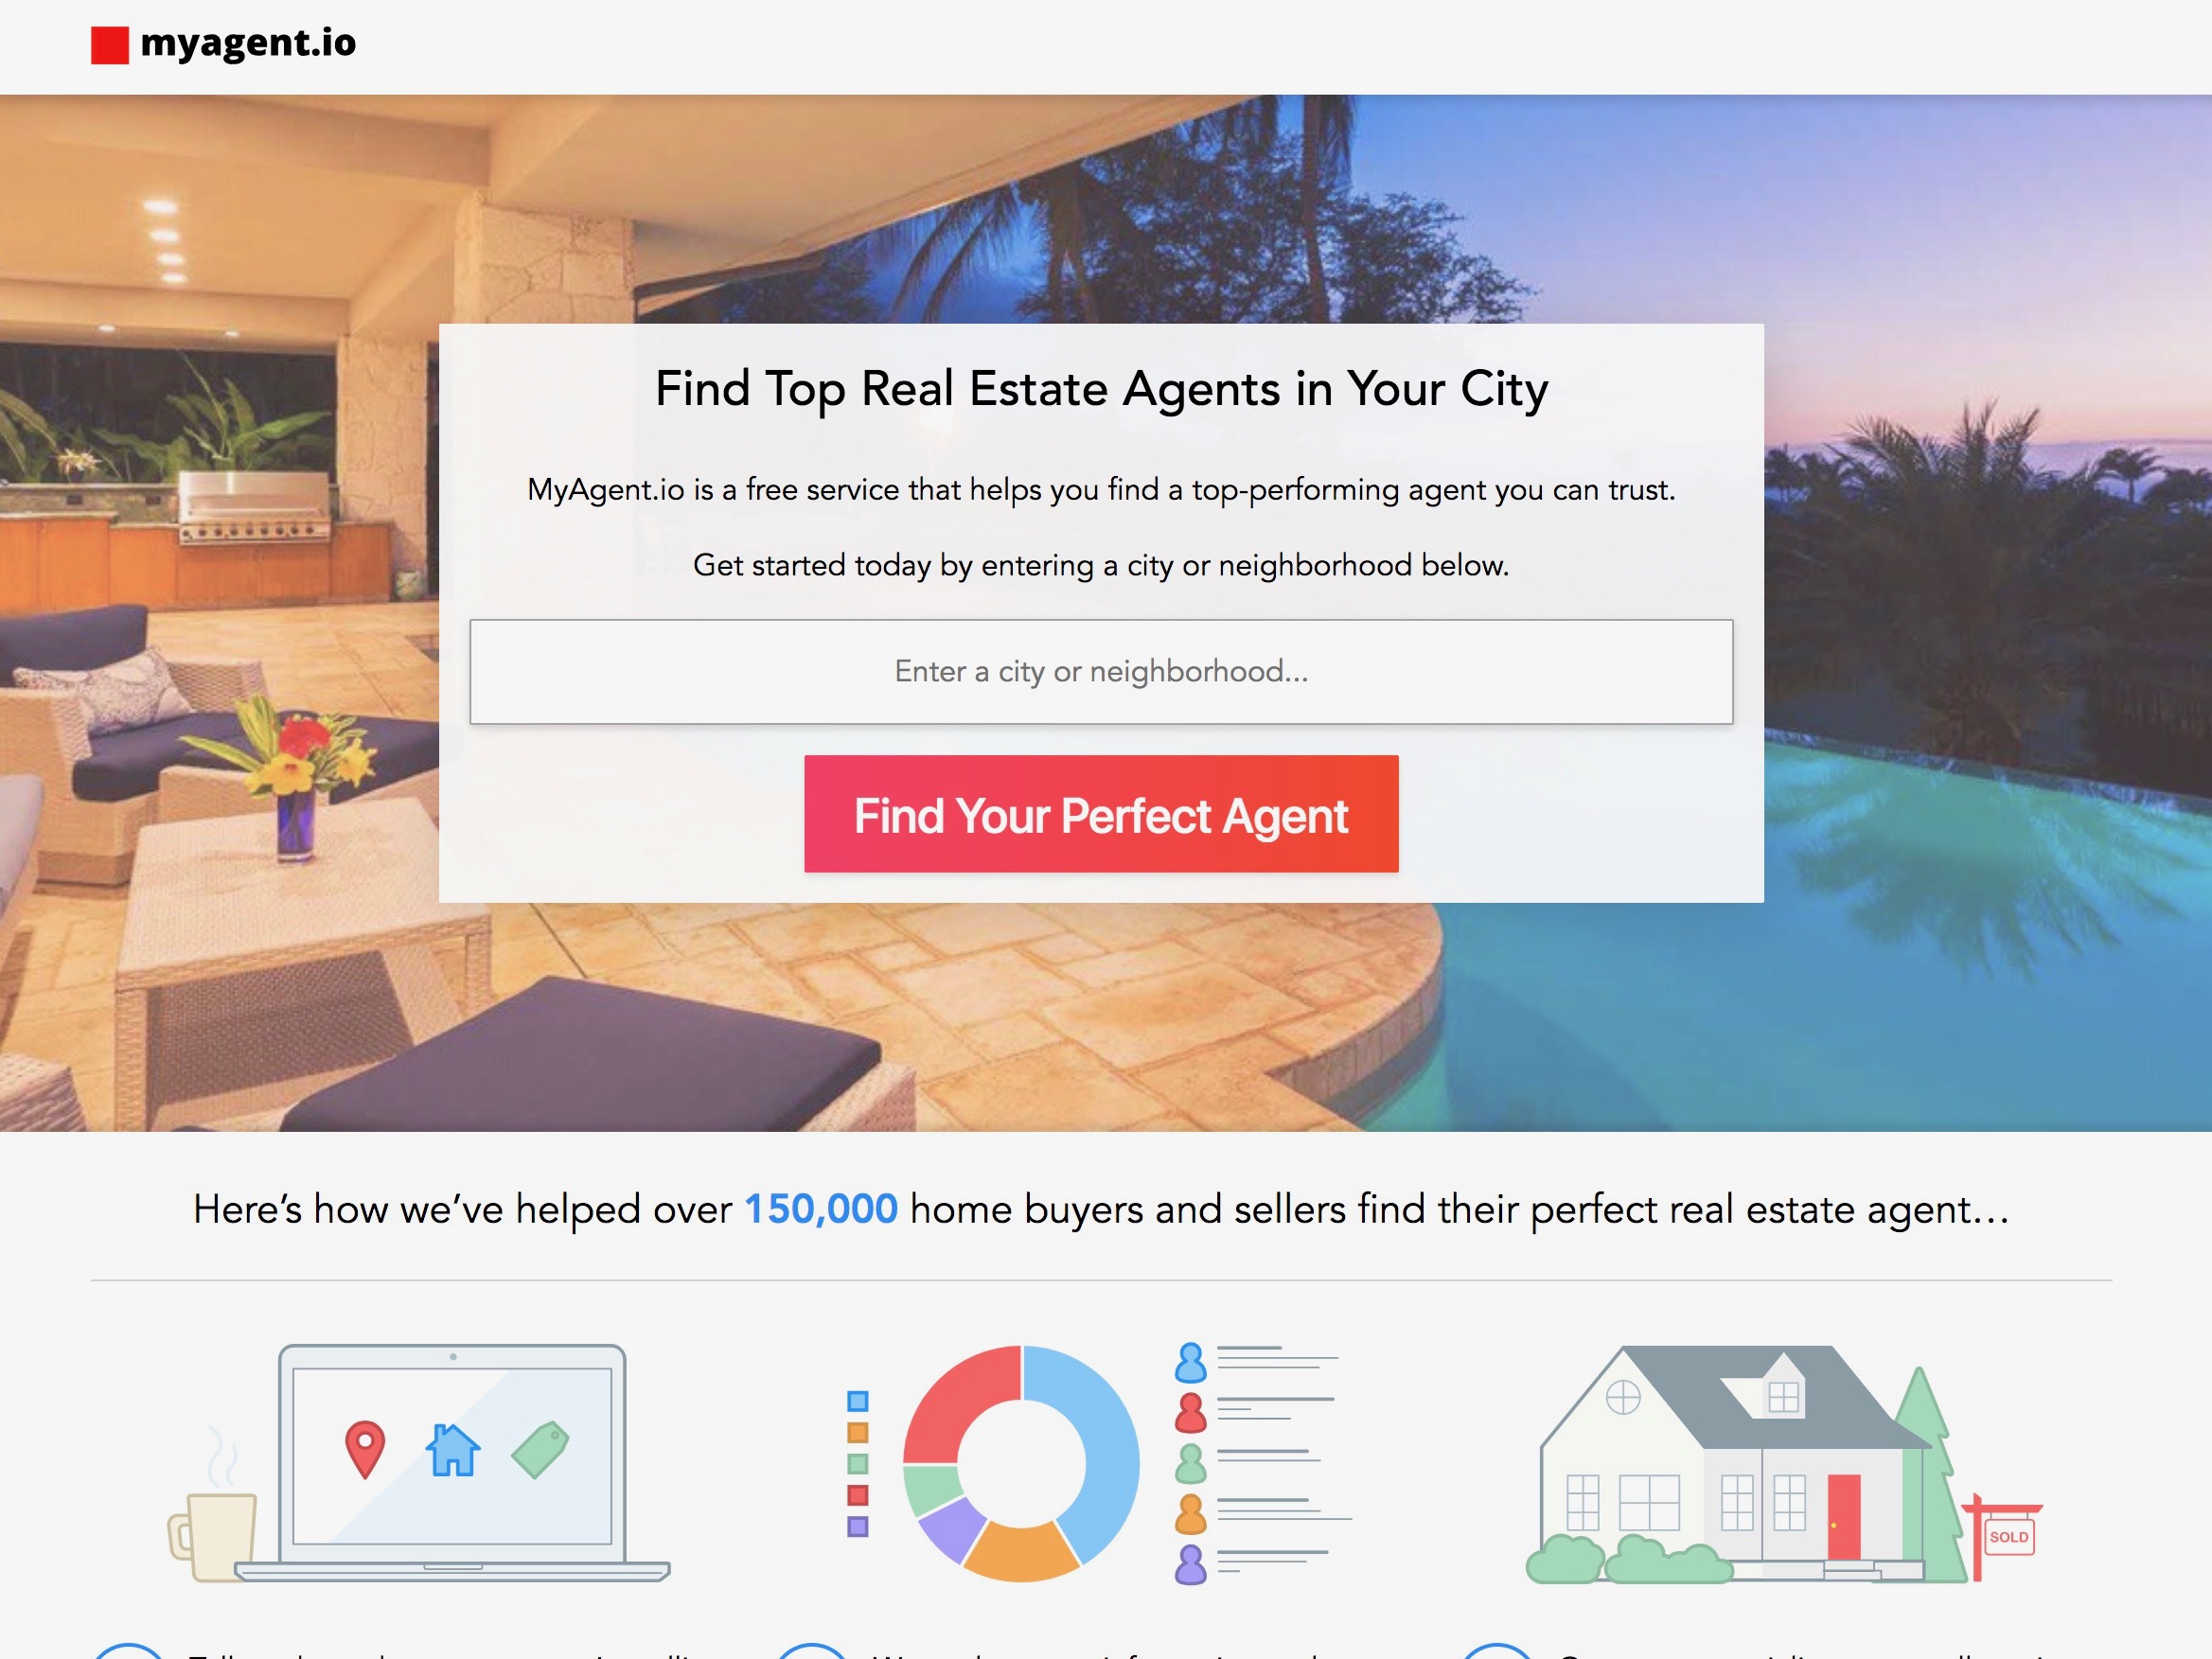 myagent.io
Find Top Real Estate Agents in Your City
MyAgent.io is a free service that helps you find a top-performing agent you can trust.
Get started today by entering a city or neighborhood below.
Enter a city or neighborhood...
Find Your Perfect Agent
Here’s how we’ve helped over 150,000 home buyers and sellers find their perfect real estate agent…
SOLD